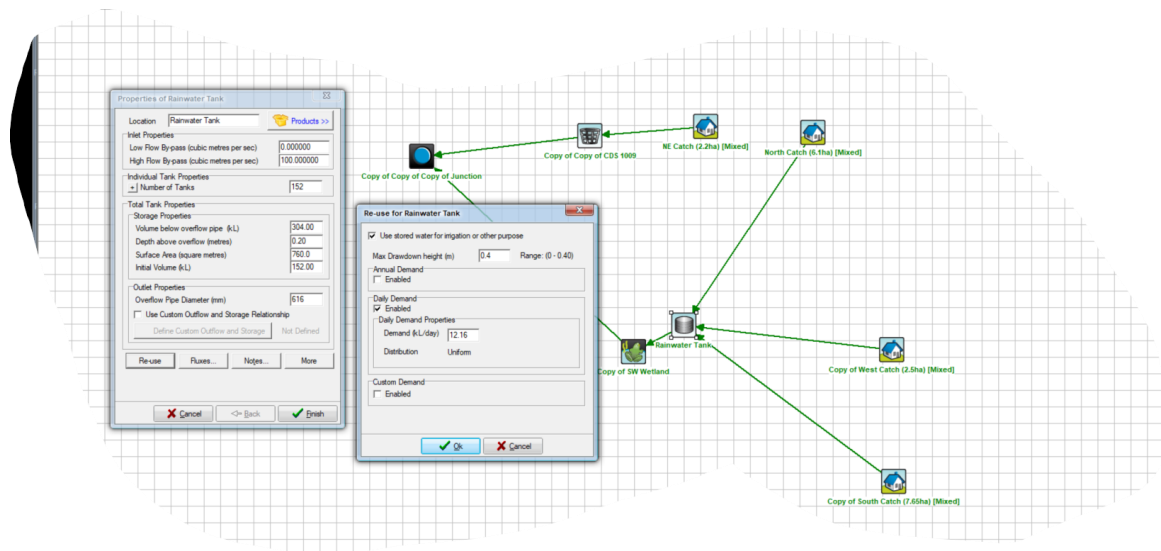 Properties of Rainwater Tank
Location Rainwater Tank Products >>
Inlet Properties
Low Flow By-pass (cubic metres per sec) 0.000000
High Flow By-pass (cubic metres per sec) 100.000000
Individual Tank Properties
+ Number of Tanks 152
Total Tank Properties
Storage Properties
Volume below overflow pipe (kL) 304.00
Depth above overflow (metres) 0.20
Surface Area (square metres) 760.0
Initial Volume (kL) 152.00
Outlet Properties
Overflow Pipe Diameter (mm) 616
Use Custom Outflow and Storage Relationship
Define Custom Outflow and Storage Not Defined
Re-use Fluxes... Notes... More
Cancel <- Back Finish
Re-use for Rainwater Tank
Use stored water for irrigation or other purpose
Max Drawdown height (m) 0.4 Range: (0 - 0.40)
Annual Demand
Enabled
Daily Demand
Enabled
Daily Demand Properties
Demand (kL/day) 12.16
Distribution Uniform
Custom Demand
Enabled
Ok Cancel
Copy of Copy of Copy of Junction
Copy of Copy of CDS 1009
NE Catch (2.2ha) [Mixed]
North Catch (6.1ha) [Mixed]
Rainwater Tank
Copy of SW Wetland
Copy of West Catch (2.5ha) [Mixed]
Copy of South Catch (7.65ha) [Mixed]